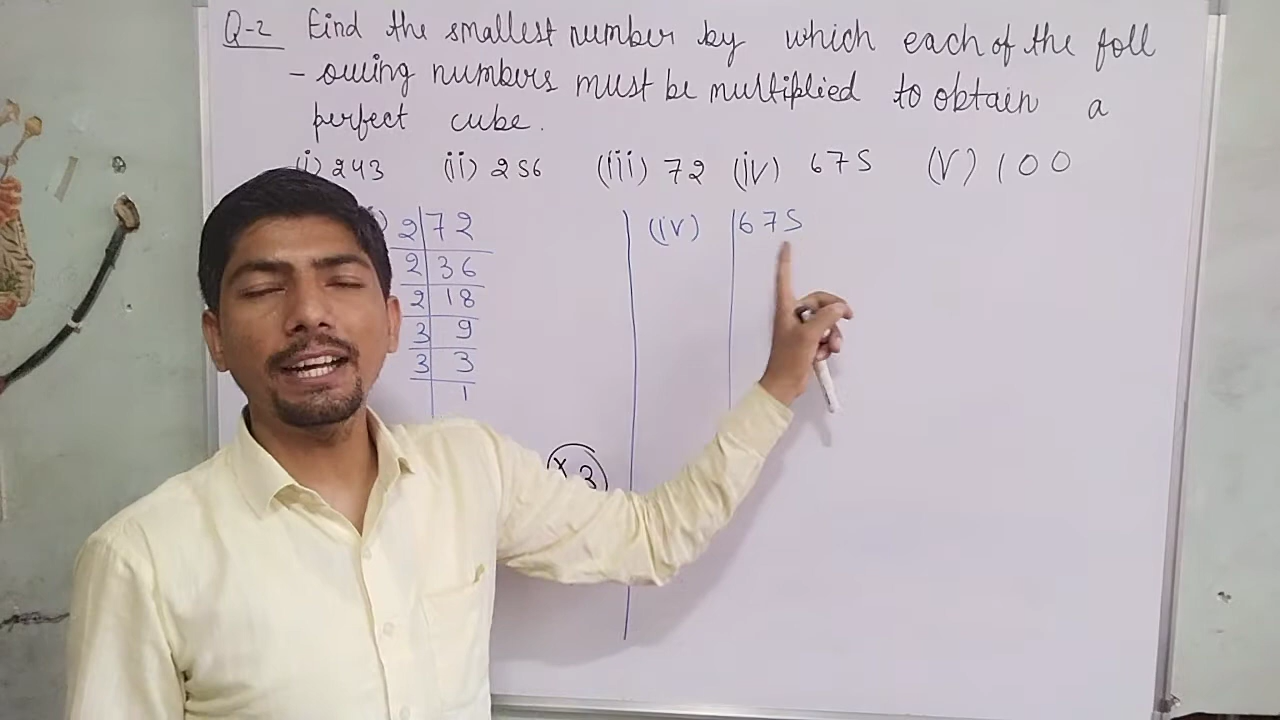 Q-2 Find the smallest number by which each of the foll
- owing numbers must be multiplied to obtain a
perfect cube.
(i) 243 (ii) 256 (iii) 72 (iv) 675 (V) 100
2 | 72
2 | 36
2 | 18
3 | 9
3 | 3
1
x 3
(iv) | 675